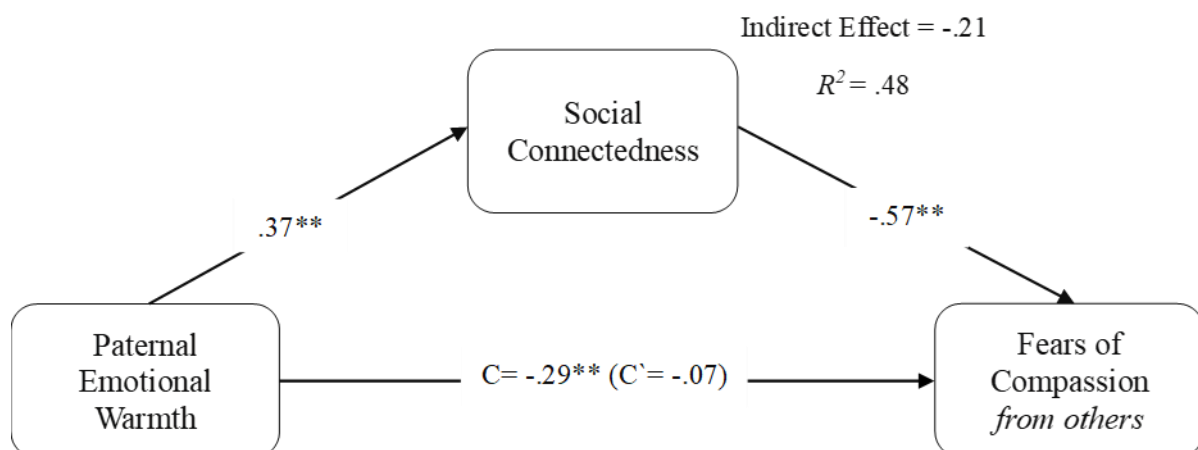 Indirect Effect = -.21
R² = .48
Social
Connectedness
.37**
-.57**
Paternal
Emotional
Warmth
C= -.29** (C`= -.07)
Fears of
Compassion
from others